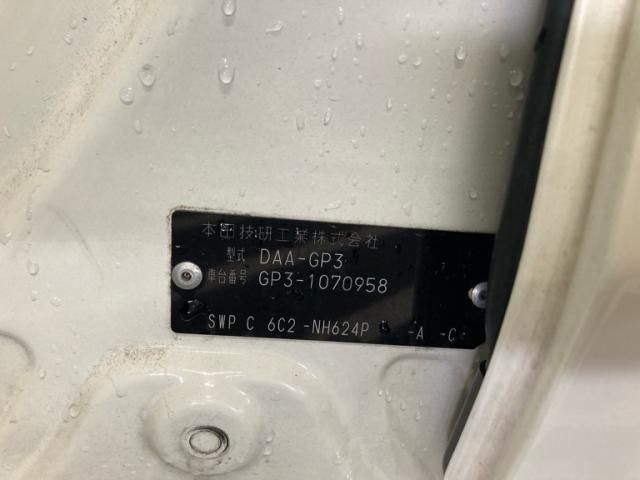 本田技研工業株式会社
型式 DAA-GP3
車台番号 GP3-1070958
SWP C 6C2 -NH624P -A -C